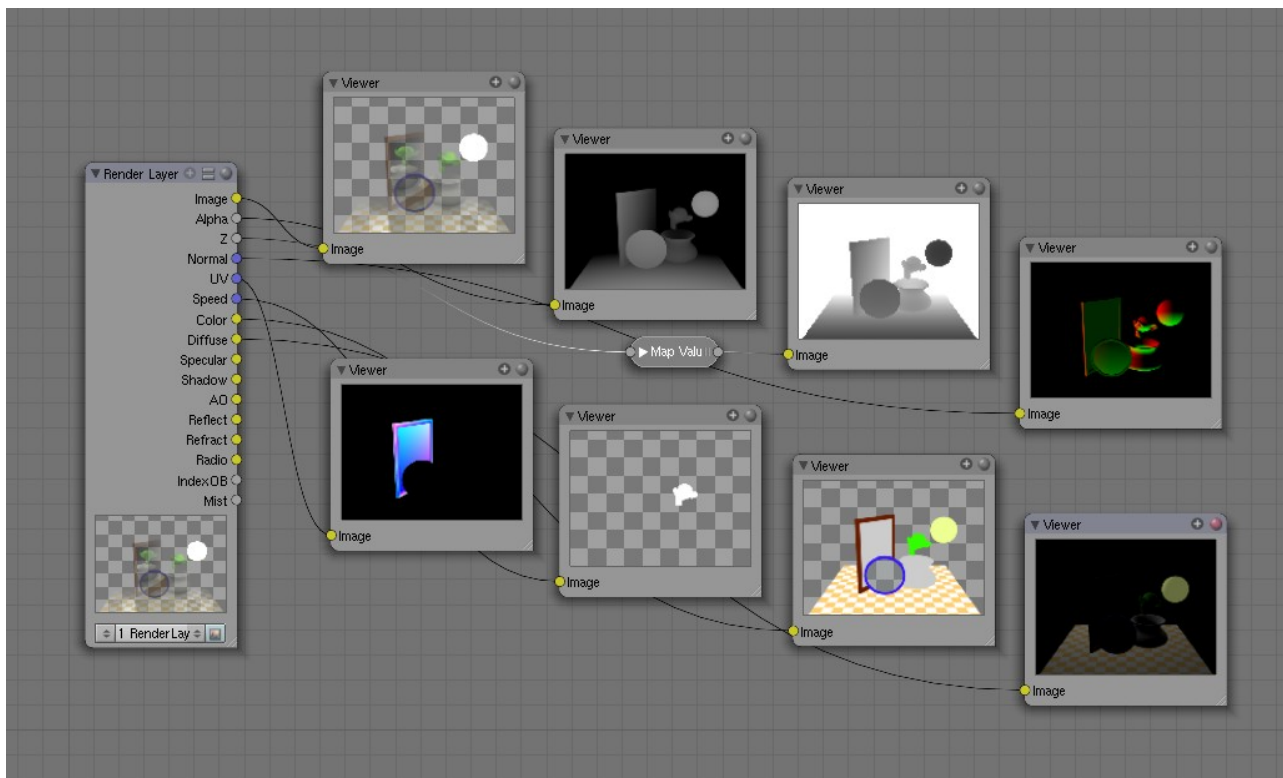 Viewer
Image
Viewer
Image
Viewer
Image
Viewer
Image
Render Layer
Image
Alpha
Z
Normal
UV
Speed
Color
Diffuse
Specular
Shadow
AO
Reflect
Refract
Radio
IndexOB
Mist
1 RenderLay
Map Valu
Viewer
Image
Viewer
Image
Viewer
Image
Viewer
Image